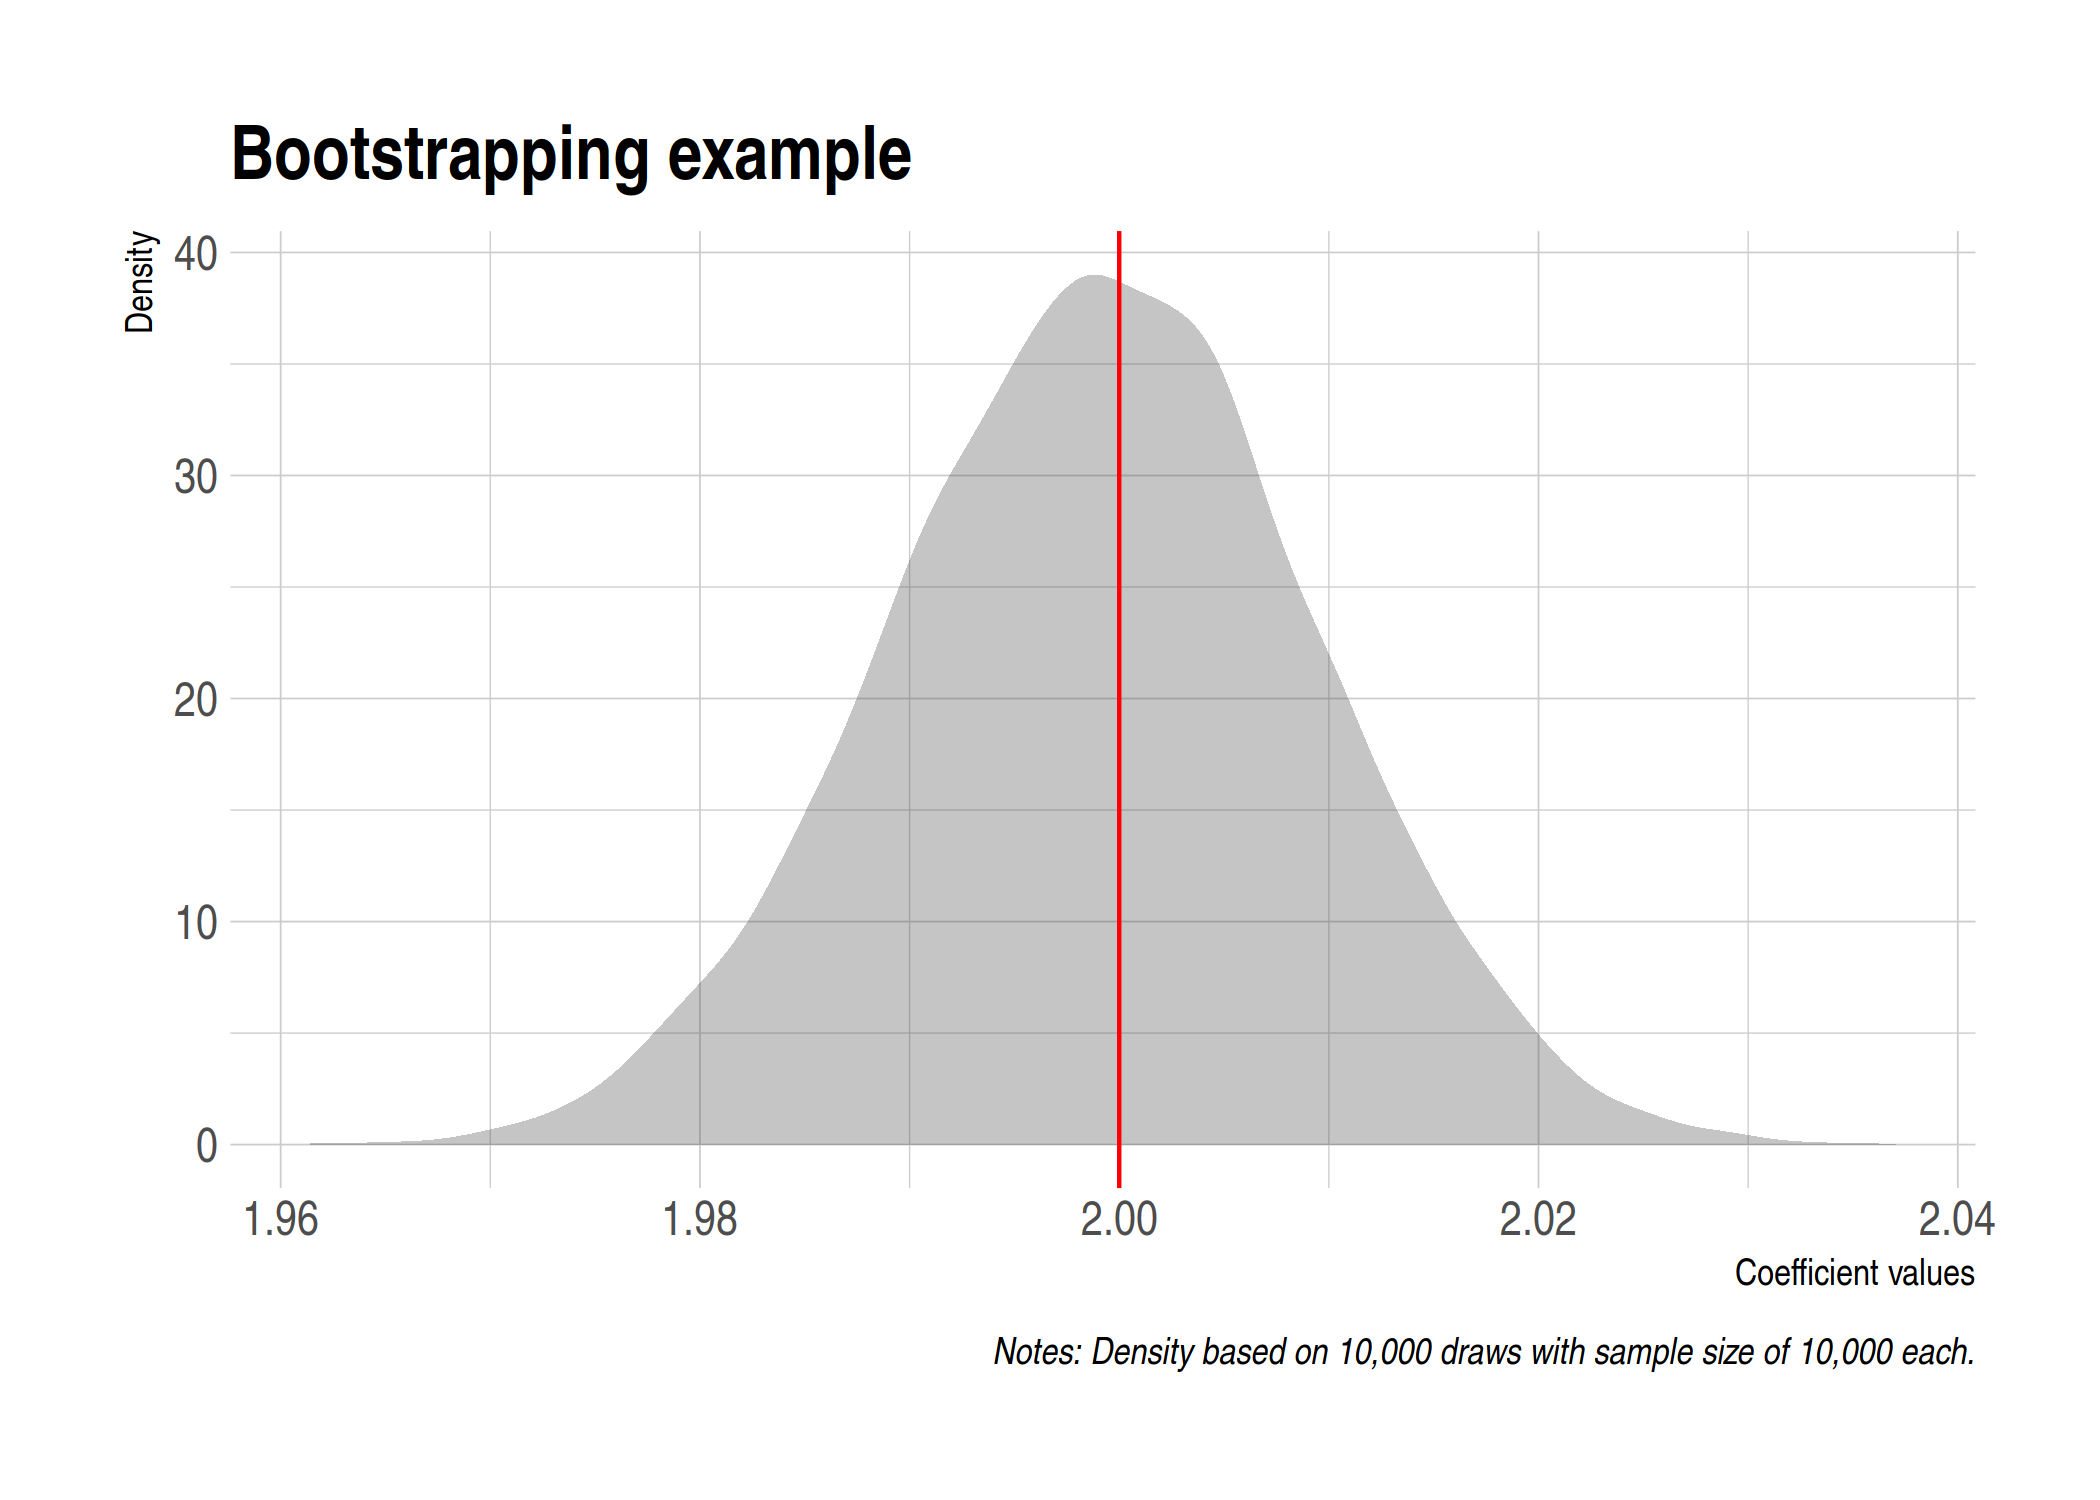 Bootstrapping example
Density
40
30
20
10
0
1.96 1.98 2.00 2.02 2.04
Coefficient values
Notes: Density based on 10,000 draws with sample size of 10,000 each.